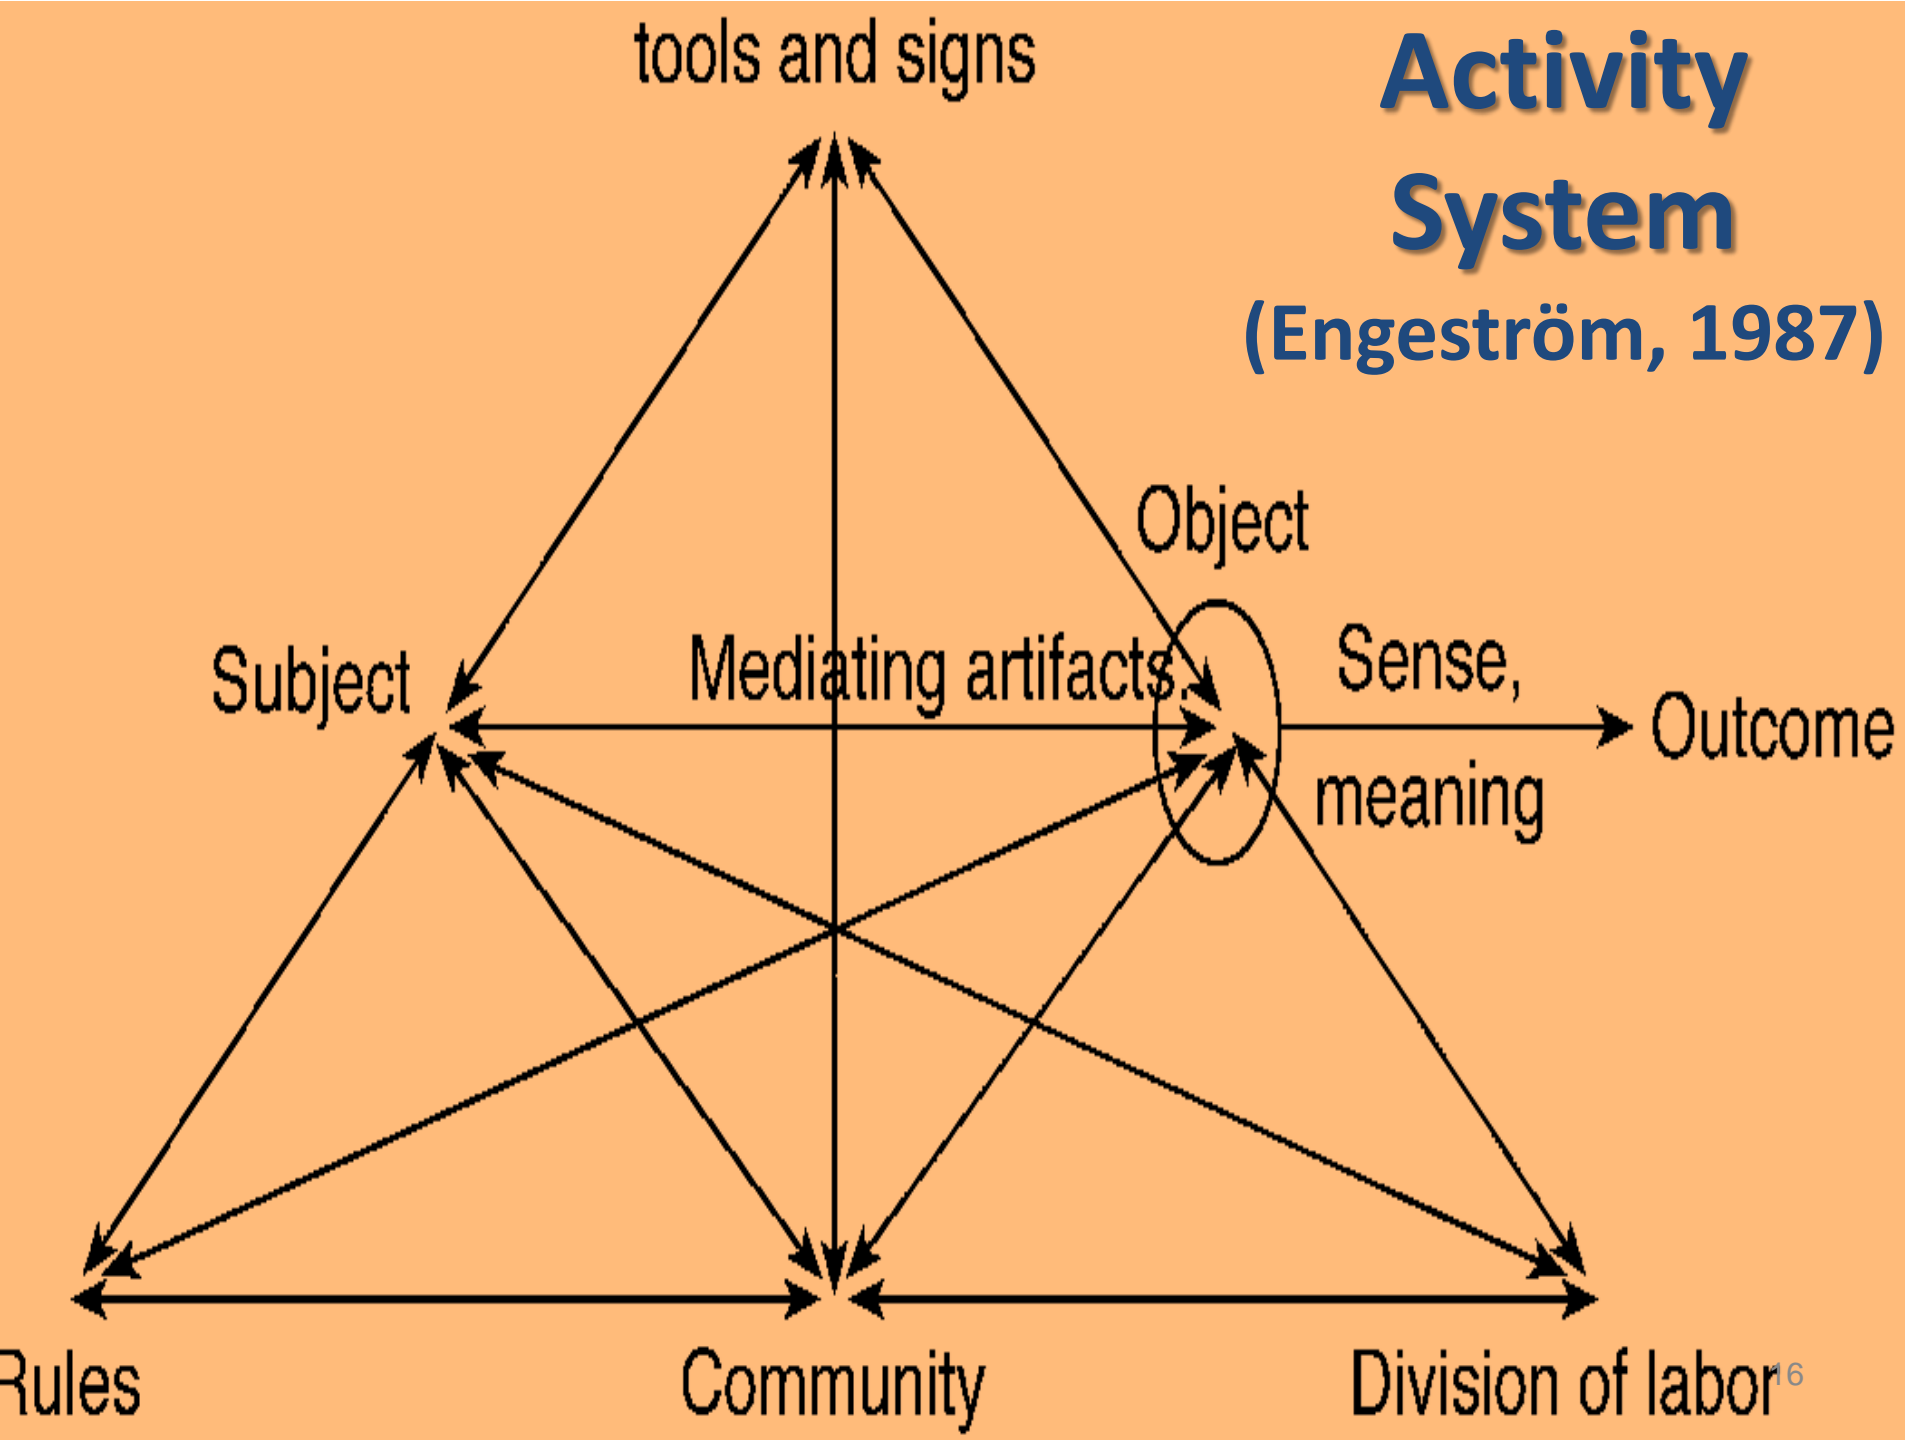 tools and signs
Activity
System
(Engeström, 1987)
Object
Subject
Mediating artifacts.
Sense,
Outcome
meaning
Rules
Community
Division of labor
16